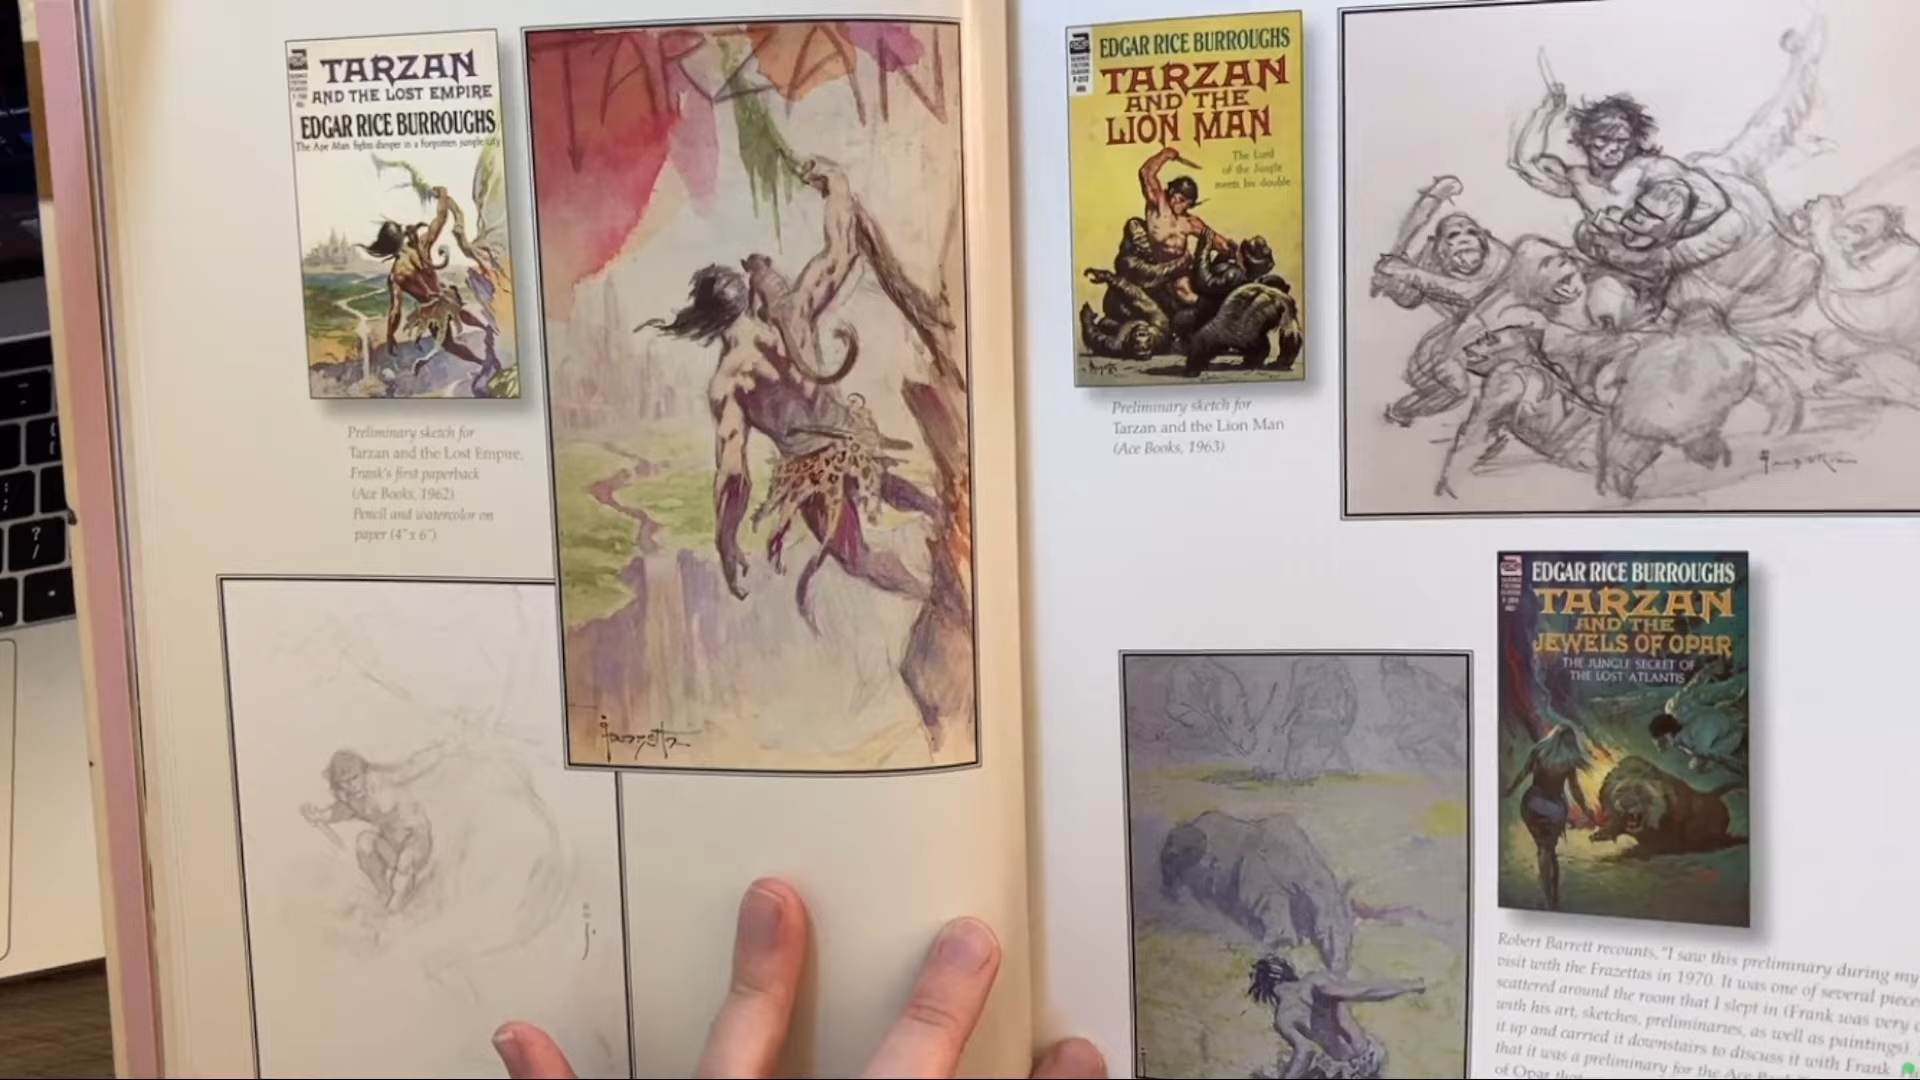 TARZAN
AND THE LOST EMPIRE
EDGAR RICE BURROUGHS
The Ape Man fights danger in a forgotten jungle city
Preliminary sketch for
Tarzan and the Lost Empire,
Frank's first paperback
(Ace Books, 1962)
Pencil and watercolor on
paper (4" x 6")
TARZAN
Frazetta
EDGAR RICE BURROUGHS
TARZAN
AND THE
LION MAN
The Lord
of the Jungle
meets his double
Preliminary sketch for
Tarzan and the Lion Man
(Ace Books, 1963)
Frazetta
EDGAR RICE BURROUGHS
TARZAN
AND THE
JEWELS OF OPAR
THE JUNGLE SECRET OF
THE LOST ATLANTIS
Robert Barrett recounts, "I saw this preliminary during my
visit with the Frazettas in 1970. It was one of several piece
scattered around the room that I slept in (Frank was very
with his art, sketches, preliminaries, as well as paintings).
it up and carried it downstairs to discuss it with Frank.
that it was a preliminary for the Ace
of Opar
? /